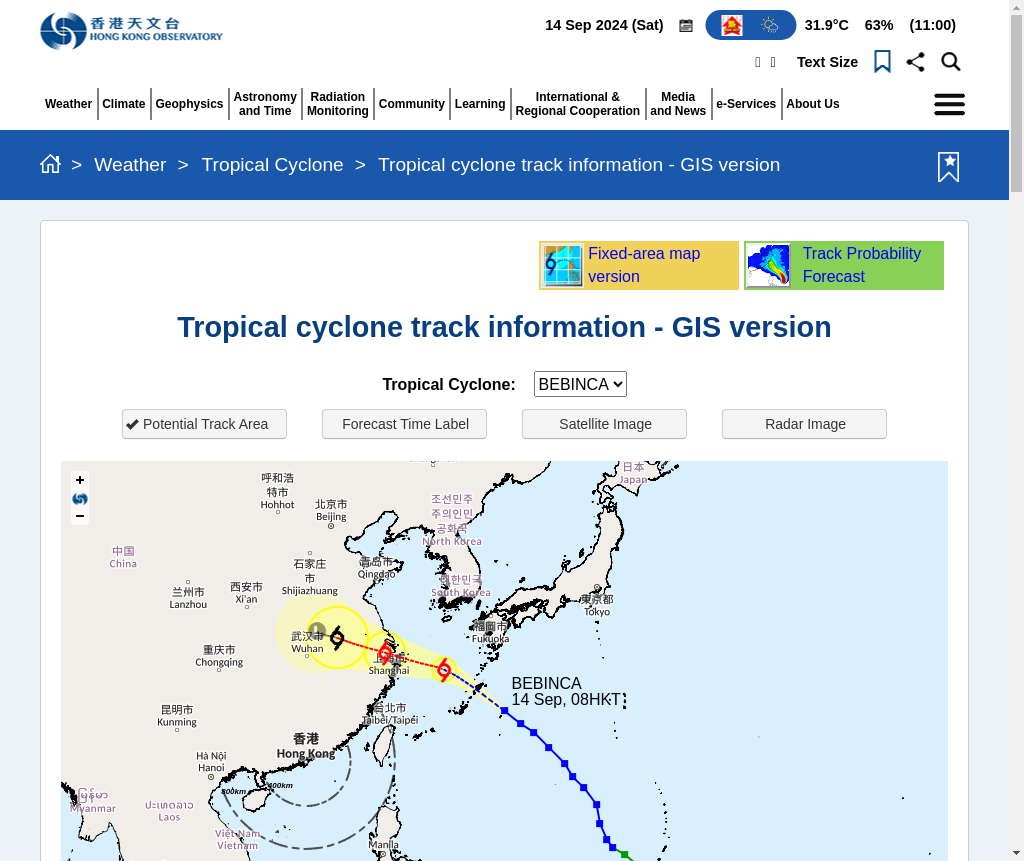 香港天文台
HONG KONG OBSERVATORY
14 Sep 2024 (Sat)
31.9°C 63% (11:00)
Text Size
Weather
Climate
Geophysics
Astronomy
and Time
Radiation
Monitoring
Community
Learning
International &
Regional Cooperation
Media
and News
e-Services
About Us
> Weather > Tropical Cyclone > Tropical cyclone track information - GIS version
Fixed-area map
version
Track Probability
Forecast
Tropical cyclone track information - GIS version
Tropical Cyclone: BEBINCA
Potential Track Area
Forecast Time Label
Satellite Image
Radar Image
+
−
呼和浩
特市
Hohhot
北京市
Beijing
조선민주
주의인민
공화국
North Korea
日本
Japan
中国
China
石家庄
市
Shijiazhuang
青岛市
Qingdao
대한민국
South Korea
兰州市
Lanzhou
西安市
Xi'an
東京都
Tokyo
福岡市
Fukuoka
武汉市
Wuhan
重庆市
Chongqing
Shanghai
BEBINCA
14 Sep, 08HKT
昆明市
Kunming
台北市
Taibei/Taipei
香港
Hong Kong
Hà Nội
Hanoi
800km
400km
မြန်မာ
Myanmar
ປະເທດລາວ
Laos
Việt Nam
Vietnam
Manila